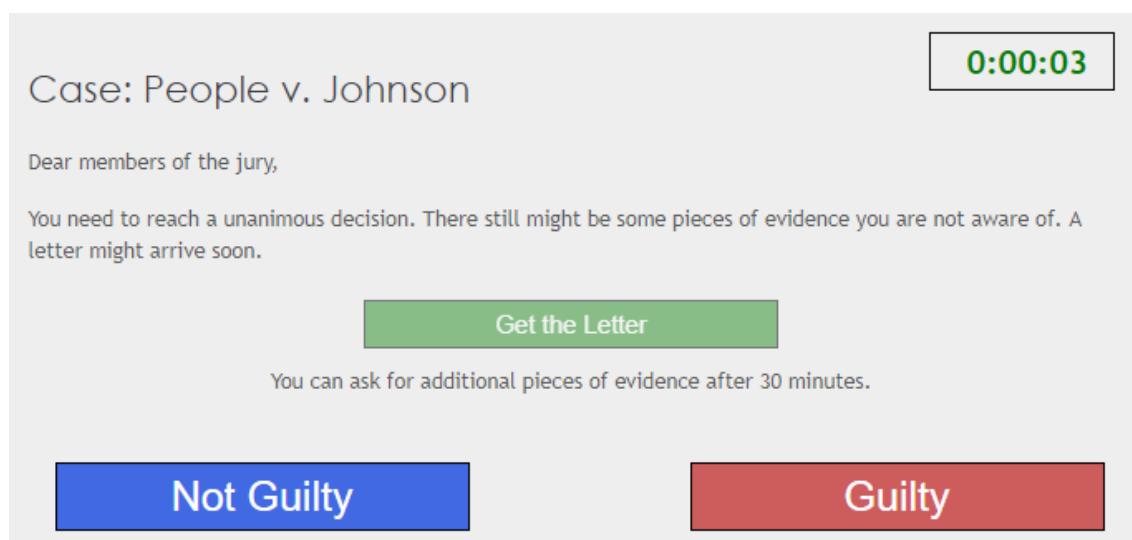 0:00:03
Case: People v. Johnson
Dear members of the jury,
You need to reach a unanimous decision. There still might be some pieces of evidence you are not aware of. A
letter might arrive soon.
Get the Letter
You can ask for additional pieces of evidence after 30 minutes.
Not Guilty
Guilty